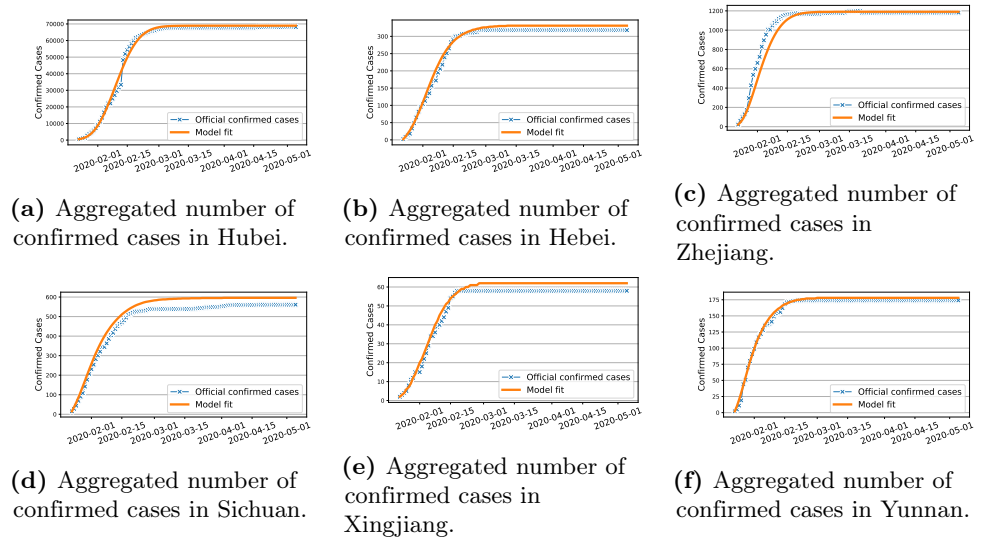 70000
60000
50000
40000
30000
20000
10000
0
Confirmed Cases
Official confirmed cases
Model fit
2020-02-01
2020-02-15
2020-03-01
2020-03-15
2020-04-01
2020-04-15
2020-05-01
(a) Aggregated number of
confirmed cases in Hubei.
300
250
200
150
100
50
0
Confirmed Cases
Official confirmed cases
Model fit
2020-02-01
2020-02-15
2020-03-01
2020-03-15
2020-04-01
2020-04-15
2020-05-01
(b) Aggregated number of
confirmed cases in Hebei.
1200
1000
800
600
400
200
0
Confirmed Cases
Official confirmed cases
Model fit
2020-02-01
2020-02-15
2020-03-01
2020-03-15
2020-04-01
2020-04-15
2020-05-01
(c) Aggregated number of
confirmed cases in
Zhejiang.
600
500
400
300
200
100
0
Confirmed Cases
Official confirmed cases
Model fit
2020-02-01
2020-02-15
2020-03-01
2020-03-15
2020-04-01
2020-04-15
2020-05-01
(d) Aggregated number of
confirmed cases in Sichuan.
60
50
40
30
20
10
0
Confirmed Cases
Official confirmed cases
Model fit
2020-02-01
2020-02-15
2020-03-01
2020-03-15
2020-04-01
2020-04-15
2020-05-01
(e) Aggregated number of
confirmed cases in
Xingjiang.
175
150
125
100
75
50
25
0
Confirmed Cases
Official confirmed cases
Model fit
2020-02-01
2020-02-15
2020-03-01
2020-03-15
2020-04-01
2020-04-15
2020-05-01
(f) Aggregated number of
confirmed cases in Yunnan.